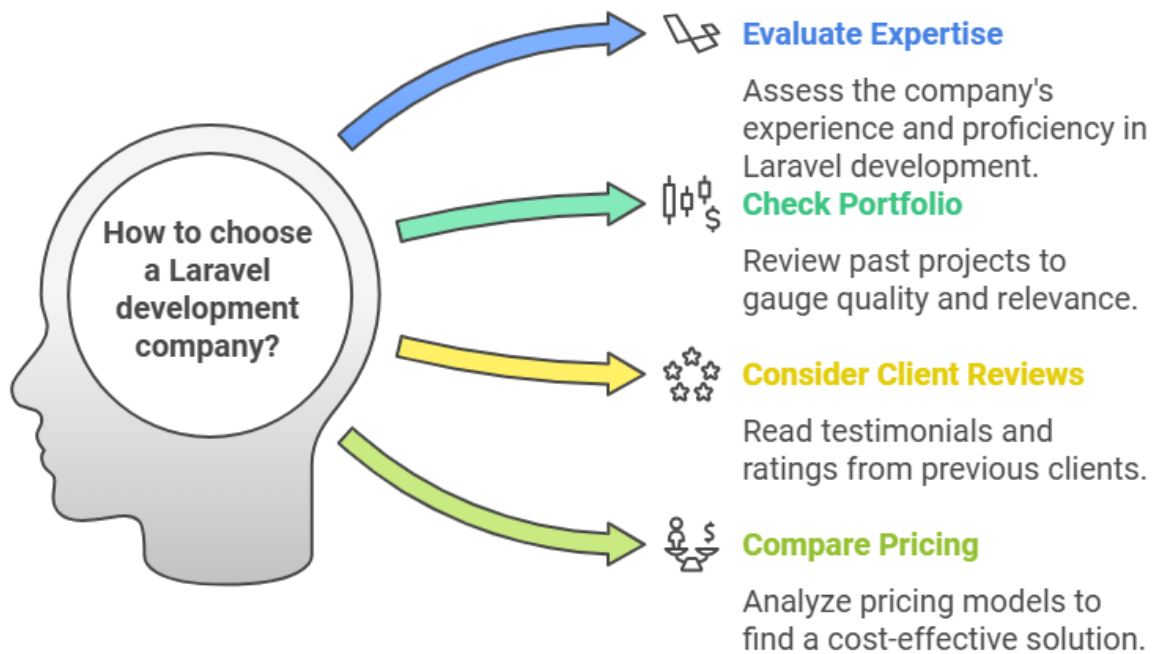 How to choose
a Laravel
development
company?
Evaluate Expertise
Assess the company's
experience and proficiency in
Laravel development.
Check Portfolio
Review past projects to
gauge quality and relevance.
Consider Client Reviews
Read testimonials and
ratings from previous clients.
Compare Pricing
Analyze pricing models to
find a cost-effective solution.